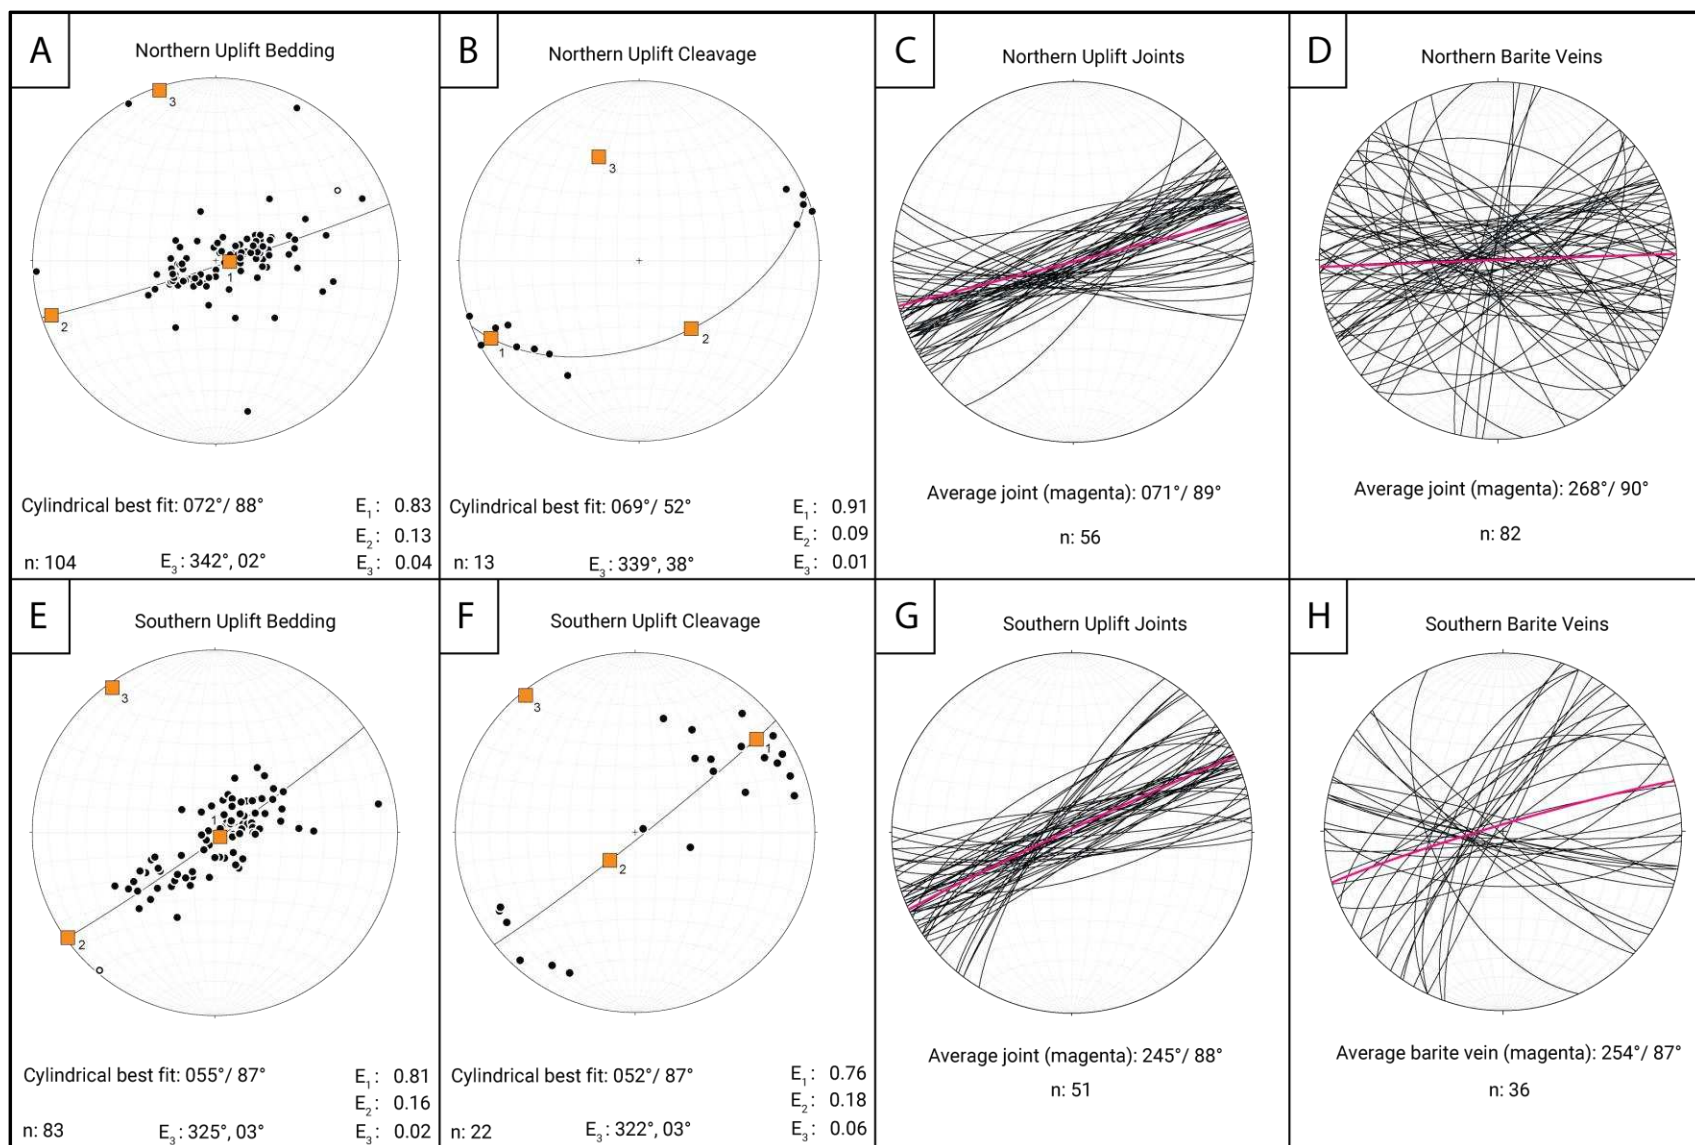 A
Northern Uplift Bedding
3
1
2
Cylindrical best fit: 072°/ 88°
E1: 0.83
E2: 0.13
n: 104
E3: 342°, 02°
E3: 0.04
B
Northern Uplift Cleavage
3
2
1
Cylindrical best fit: 069°/ 52°
E1: 0.91
E2: 0.09
n: 13
E3: 339°, 38°
E3: 0.01
C
Northern Uplift Joints
Average joint (magenta): 071°/ 89°
n: 56
D
Northern Barite Veins
Average joint (magenta): 268°/ 90°
n: 82
E
Southern Uplift Bedding
3
1
2
Cylindrical best fit: 055°/ 87°
E1: 0.81
E2: 0.16
n: 83
E3: 325°, 03°
E3: 0.02
F
Southern Uplift Cleavage
3
1
2
Cylindrical best fit: 052°/ 87°
E1: 0.76
E2: 0.18
n: 22
E3: 322°, 03°
E3: 0.06
G
Southern Uplift Joints
Average joint (magenta): 245°/ 88°
n: 51
H
Southern Barite Veins
Average barite vein (magenta): 254°/ 87°
n: 36